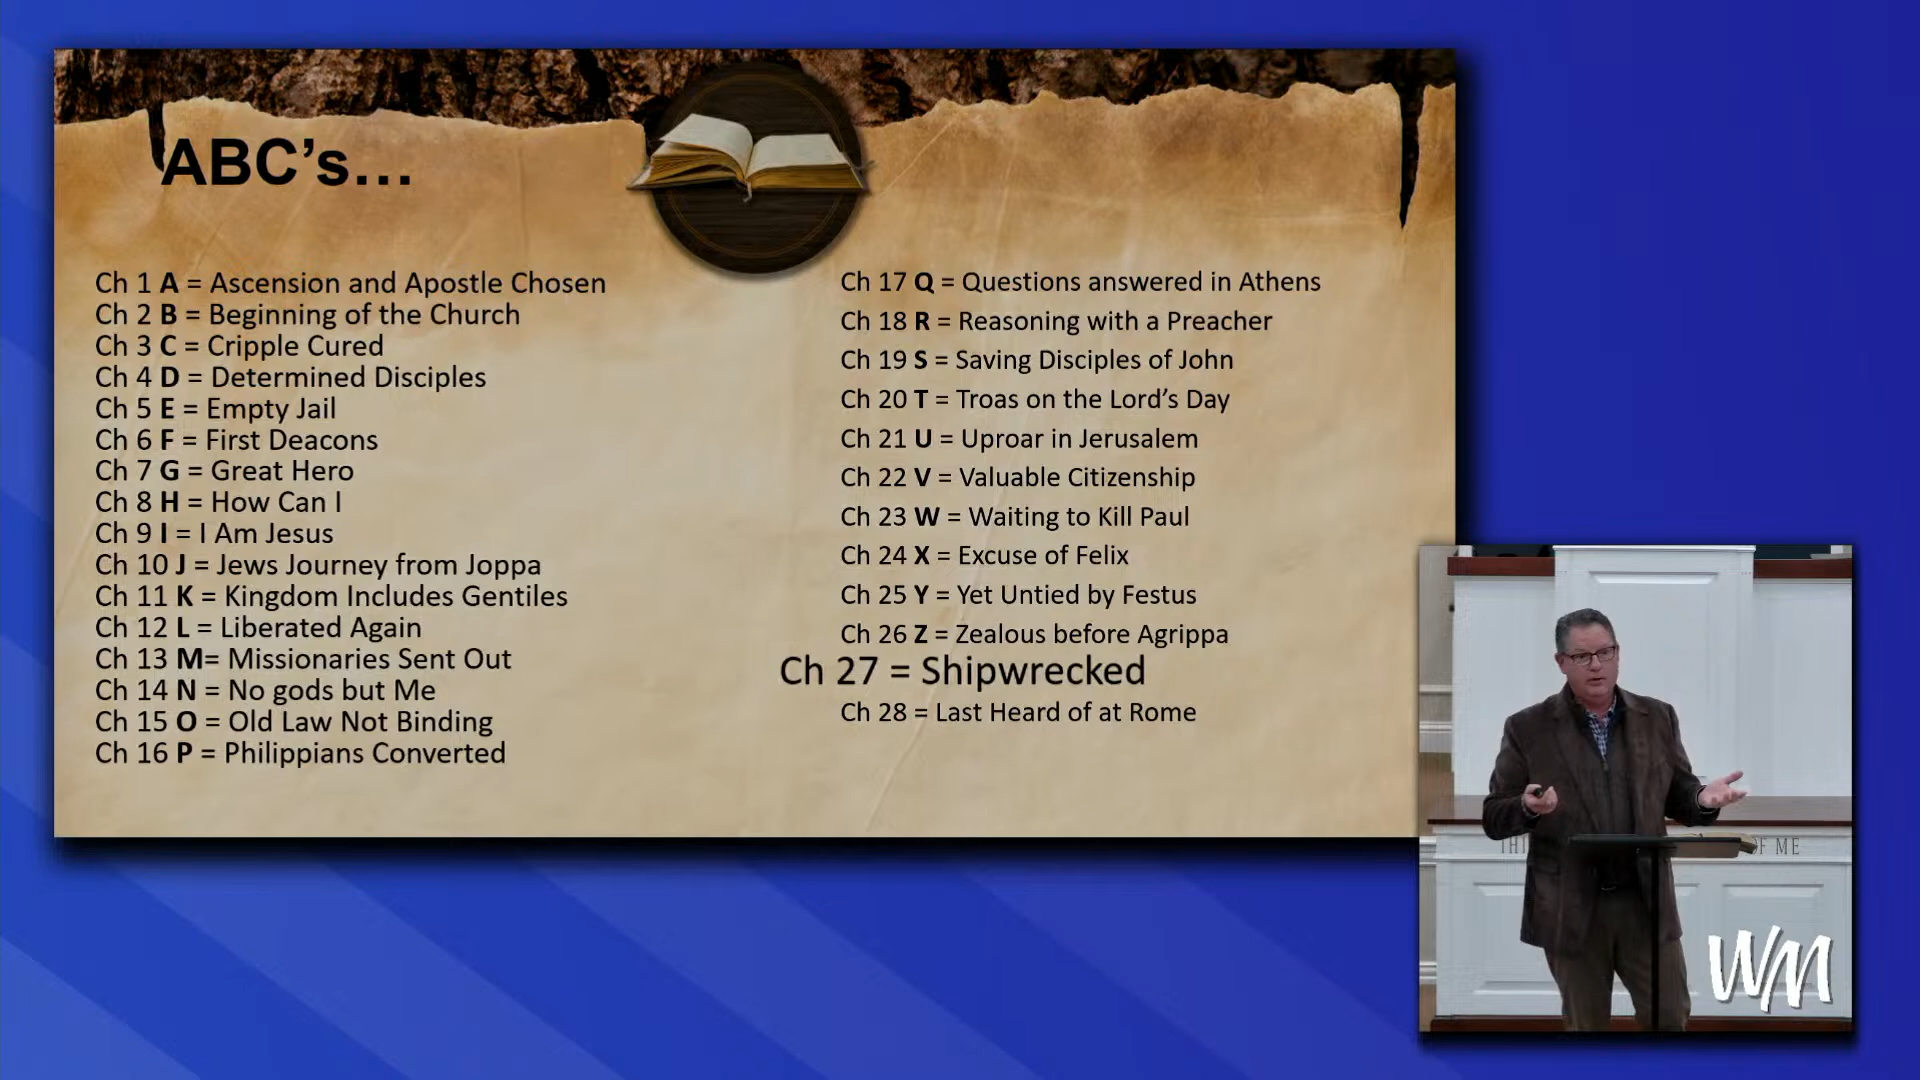 ABC’s…
Ch 1 A = Ascension and Apostle Chosen
Ch 2 B = Beginning of the Church
Ch 3 C = Cripple Cured
Ch 4 D = Determined Disciples
Ch 5 E = Empty Jail
Ch 6 F = First Deacons
Ch 7 G = Great Hero
Ch 8 H = How Can I
Ch 9 I = I Am Jesus
Ch 10 J = Jews Journey from Joppa
Ch 11 K = Kingdom Includes Gentiles
Ch 12 L = Liberated Again
Ch 13 M= Missionaries Sent Out
Ch 14 N = No gods but Me
Ch 15 O = Old Law Not Binding
Ch 16 P = Philippians Converted
Ch 17 Q = Questions answered in Athens
Ch 18 R = Reasoning with a Preacher
Ch 19 S = Saving Disciples of John
Ch 20 T = Troas on the Lord’s Day
Ch 21 U = Uproar in Jerusalem
Ch 22 V = Valuable Citizenship
Ch 23 W = Waiting to Kill Paul
Ch 24 X = Excuse of Felix
Ch 25 Y = Yet Untied by Festus
Ch 26 Z = Zealous before Agrippa
Ch 27 = Shipwrecked
Ch 28 = Last Heard of at Rome
OF ME
WM